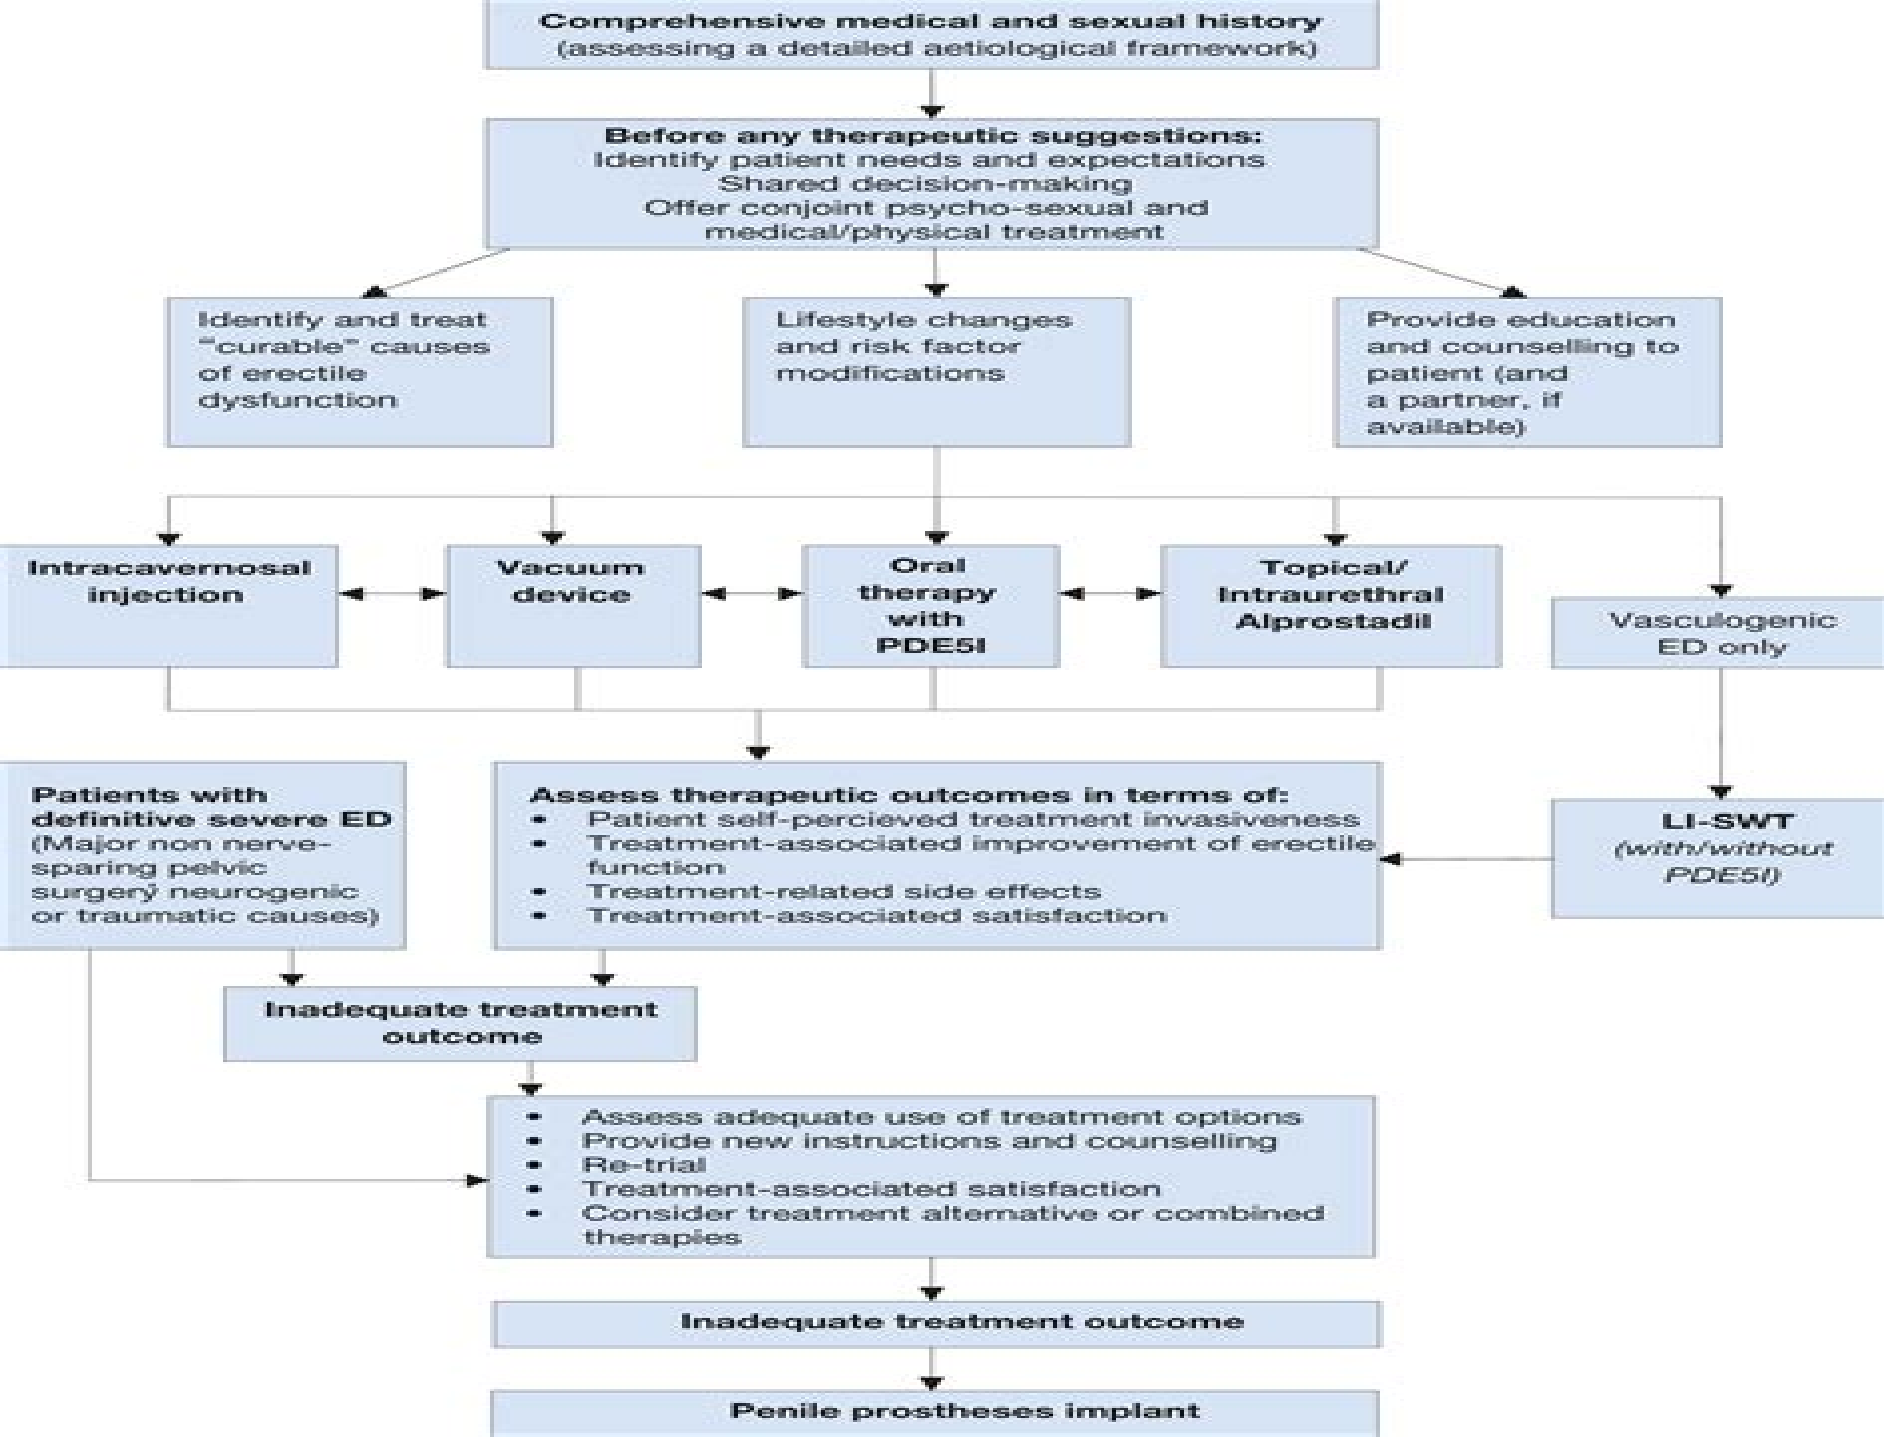 Comprehensive medical and sexual history
(assessing a detailed aetiological framework)
Before any therapeutic suggestions:
Identify patient needs and expectations
Shared decision-making
Offer conjoint psycho-sexual and
medical/physical treatment
Identify and treat
"curable" causes
of erectile
dysfunction
Lifestyle changes
and risk factor
modifications
Provide education
and counselling to
patient (and
a partner, if
available)
Intracavernosal
injection
Vacuum
device
Oral
therapy
with
PDE5I
Topical/
Intraurethral
Alprostadil
Vasculogenic
ED only
Patients with
definitive severe ED
(Major non nerve-
sparing pelvic
surgerÿ neurogenic
or traumatic causes)
Assess therapeutic outcomes in terms of:
• Patient self-percieved treatment invasiveness
• Treatment-associated improvement of erectile
function
• Treatment-related side effects
• Treatment-associated satisfaction
LI-SWT
(with/without
PDE5I)
Inadequate treatment
outcome
• Assess adequate use of treatment options
• Provide new instructions and counselling
• Re-trial
• Treatment-associated satisfaction
• Consider treatment alternative or combined
therapies
Inadequate treatment outcome
Penile prostheses implant